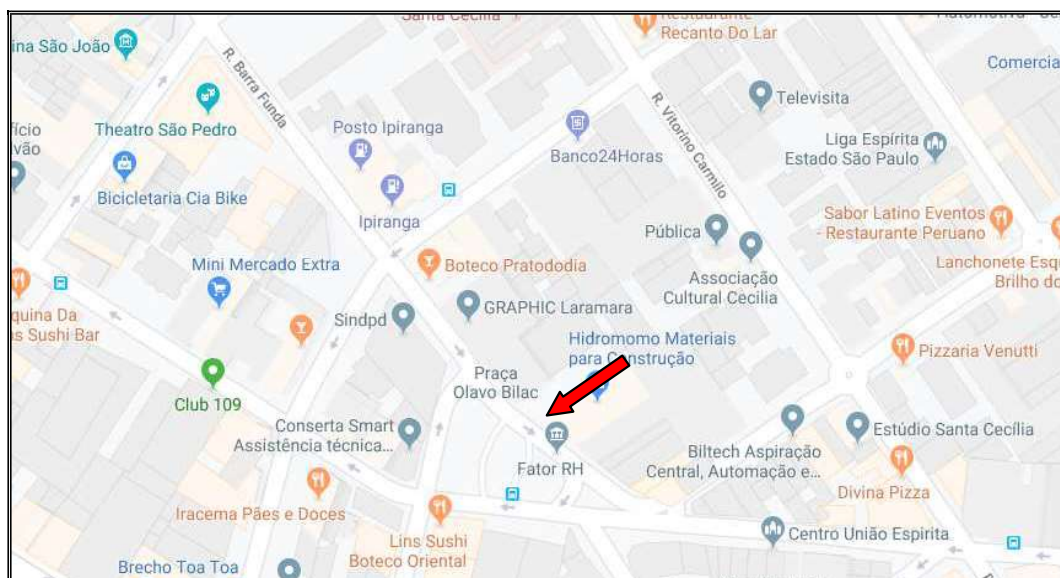 Santa Cecília
Restaurante
Recanto Do Lar
ina São João
R. Barra Funda
Comercia
R. Vitorino Carmilo
Televisita
Theatro São Pedro
Posto Ipiranga
Banco24Horas
Liga Espírita
Estado São Paulo
fício
vão
Bicicletaria Cia Bike
Ipiranga
Sabor Latino Eventos
- Restaurante Peruano
Pública
Mini Mercado Extra
Boteco Pratododia
Associação
Cultural Cecilia
Lanchonete Esqu
Brilho do
quina Da
ns Sushi Bar
Sindpd
GRAPHIC Laramara
Hidromomo Materiais
para Construção
Pizzaria Venutti
Praça
Olavo Bilac
Club 109
Conserta Smart
Assistência técnica...
Fator RH
Biltech Aspiração
Central, Automação e...
Estúdio Santa Cecília
Divina Pizza
Iracema Pães e Doces
Lins Sushi
Boteco Oriental
Centro União Espirita
Brecho Toa Toa